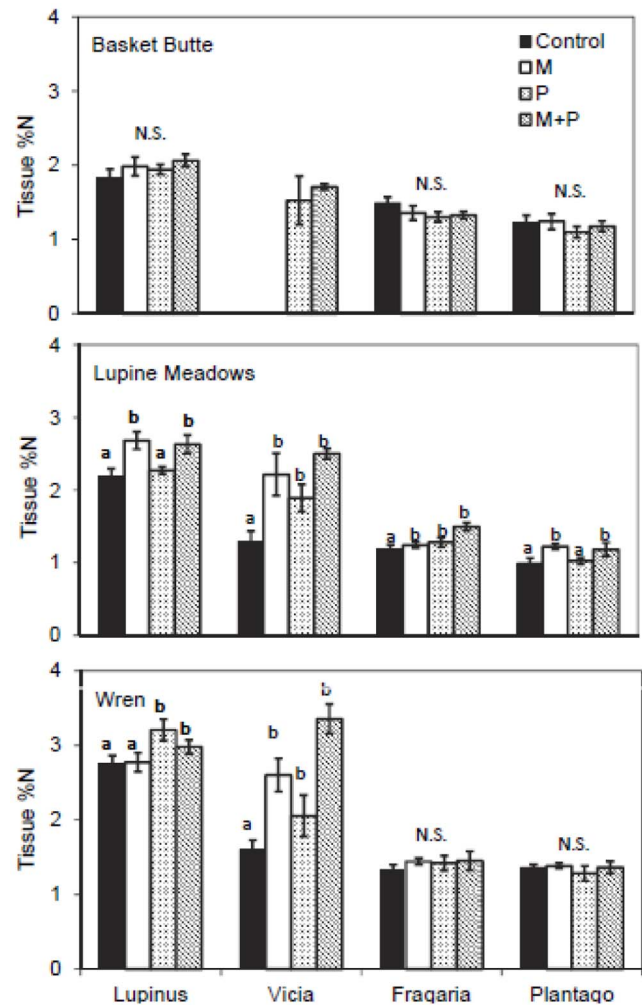 4
Basket Butte
Control
M
P
M+P
3
N.S.
2
N.S.
N.S.
1
0
Tissue %N
4
Lupine Meadows
3
b
b
a
a
2
b
b
b
a
1
a
b
b
b
a
b
a
b
0
Tissue %N
4
Wren
b
b
b
3
a
a
b
b
2
a
N.S.
N.S.
1
0
Tissue %N
Lupinus
Vicia
Fragaria
Plantago